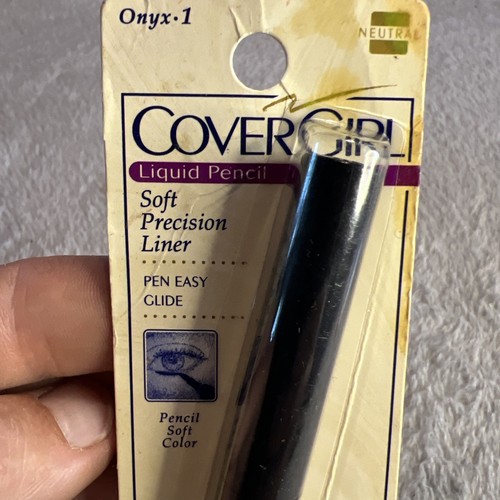 Onyx·1
NEUTRAL
COVERGIRL
Liquid Pencil
Soft
Precision
Liner
PEN EASY
GLIDE
Pencil
Soft
Color